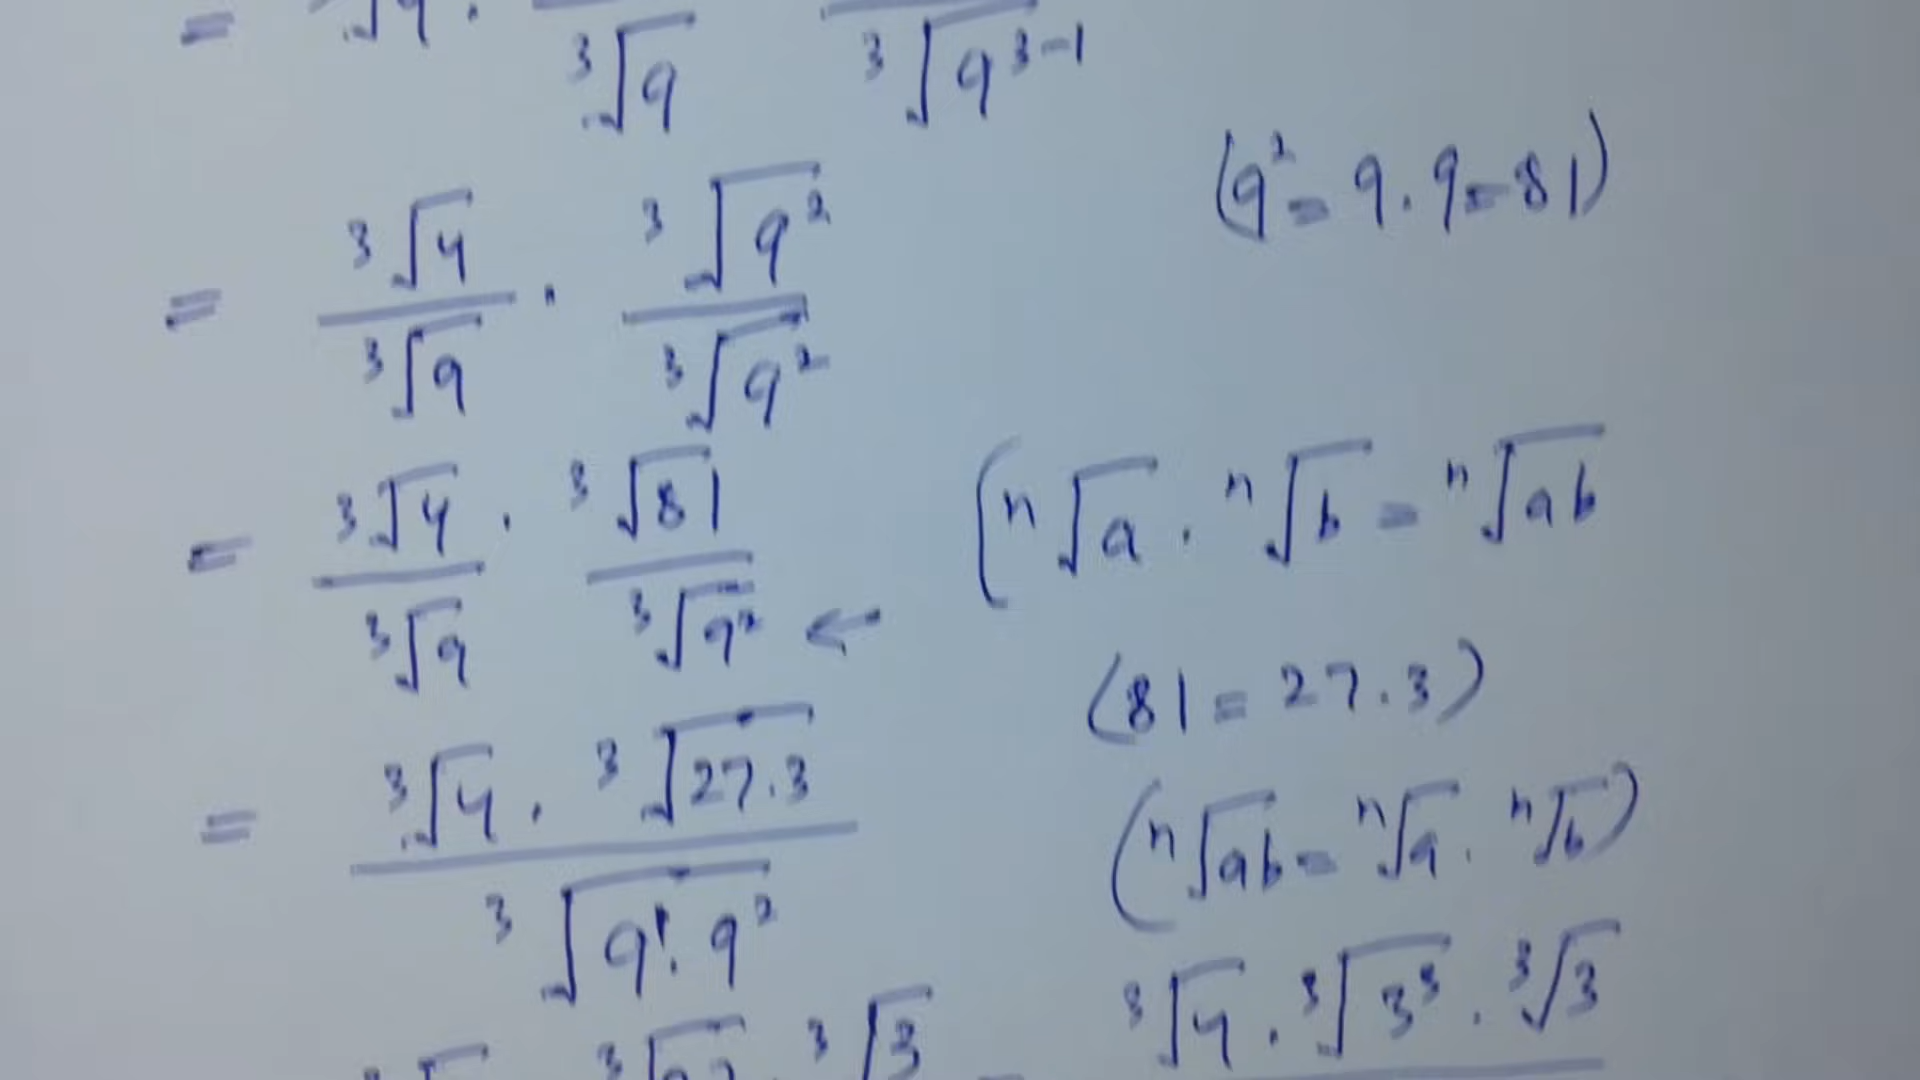 = ∛9 ∛9³⁻¹
(9² = 9.9 = 81)
= ∛4/∛9 . ∛9²/∛9²
= ∛4/∛9 . ∛81/∛9² ← (ⁿ√a . ⁿ√b = ⁿ√ab
(81 = 27.3)
= ∛4 . ∛27.3 / ∛9¹.9² (ⁿ√ab = ⁿ√a . ⁿ√b)
∛4 . ∛3³ . ∛3
. ∛3